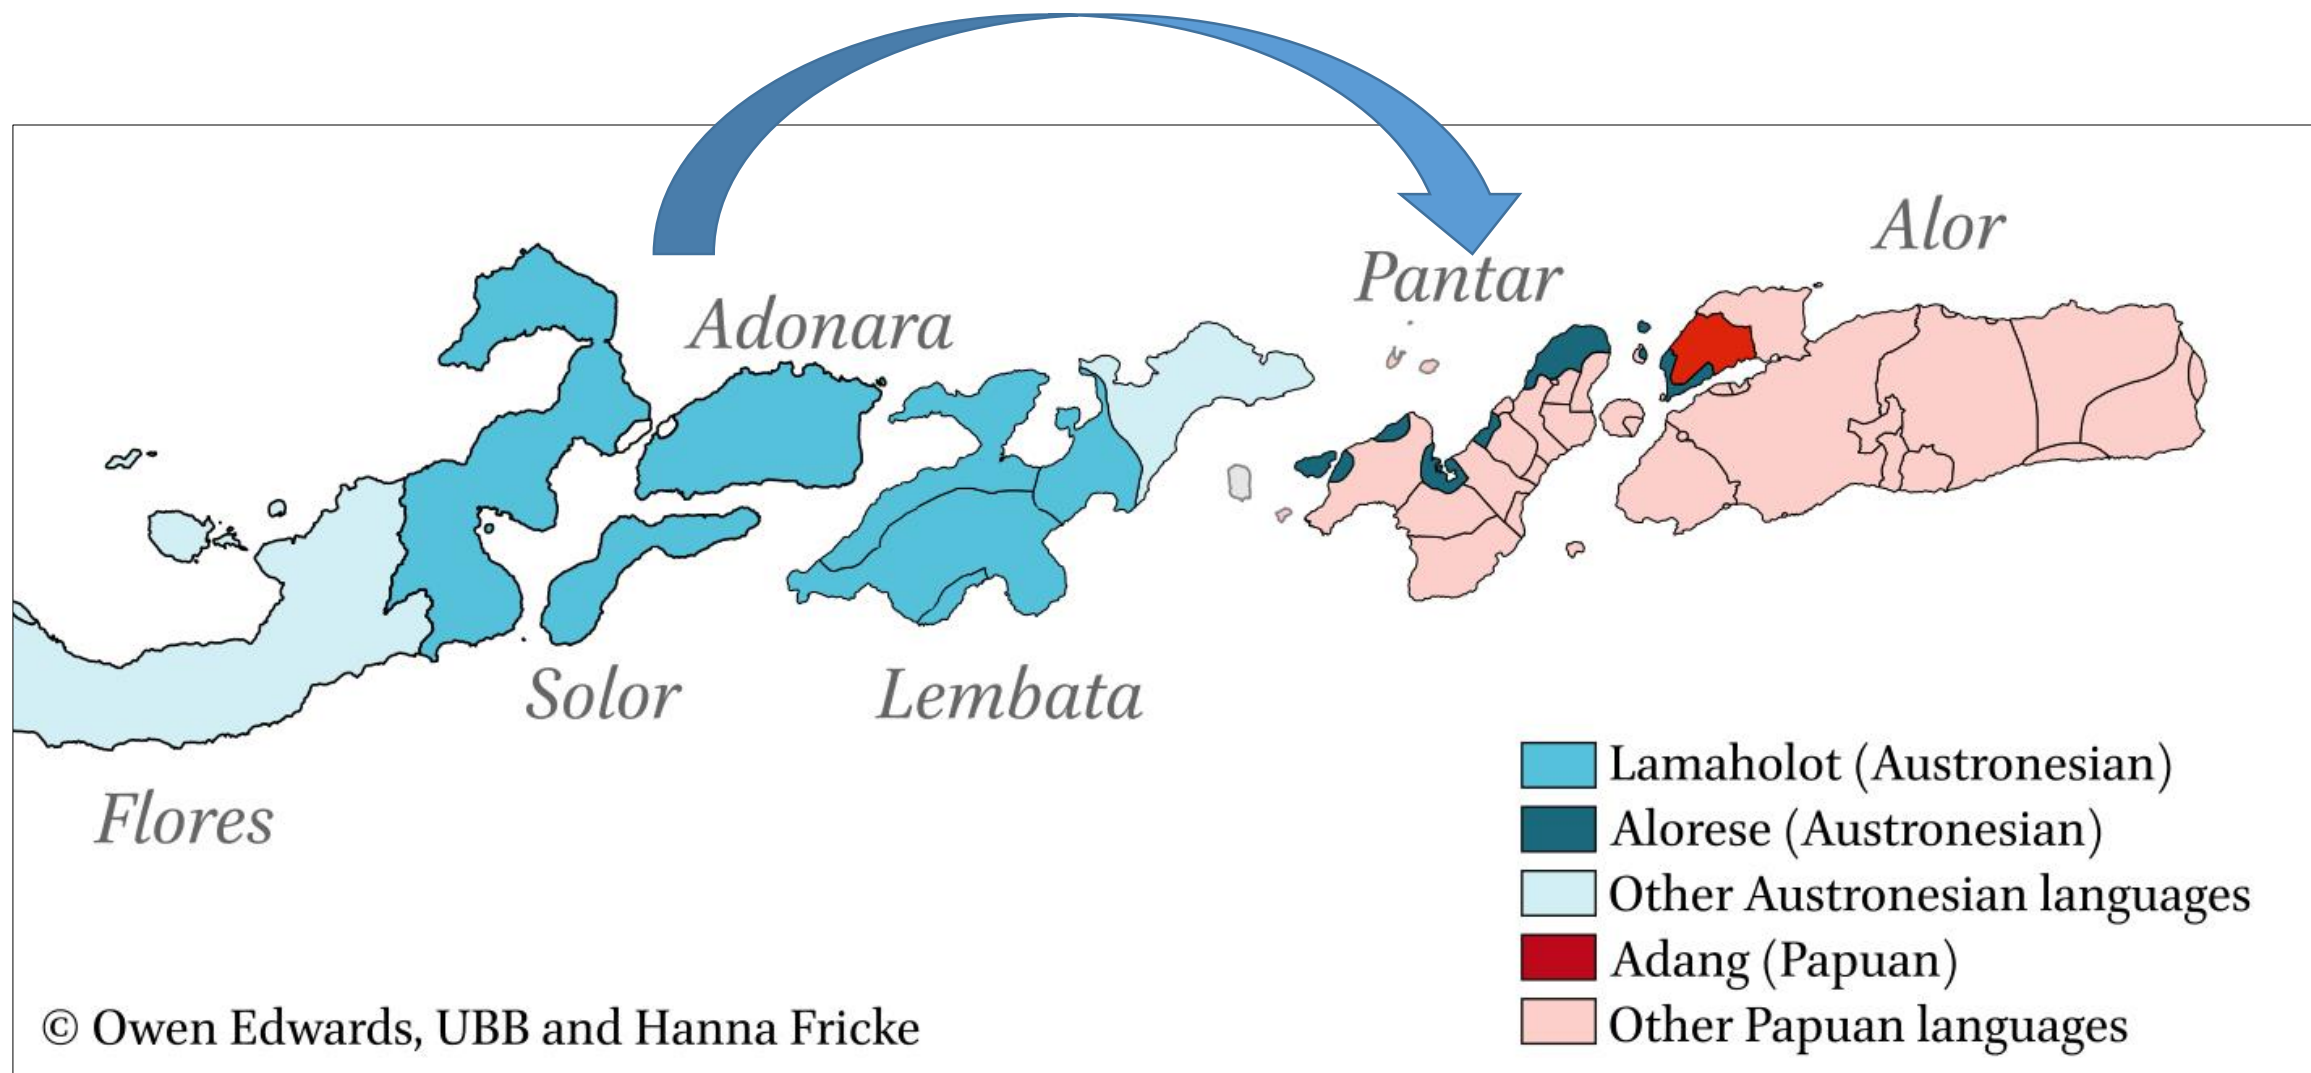 Alor
Pantar
Adonara
Solor
Lembata
Flores
Lamaholot (Austronesian)
Alorese (Austronesian)
Other Austronesian languages
Adang (Papuan)
Other Papuan languages
© Owen Edwards, UBB and Hanna Fricke